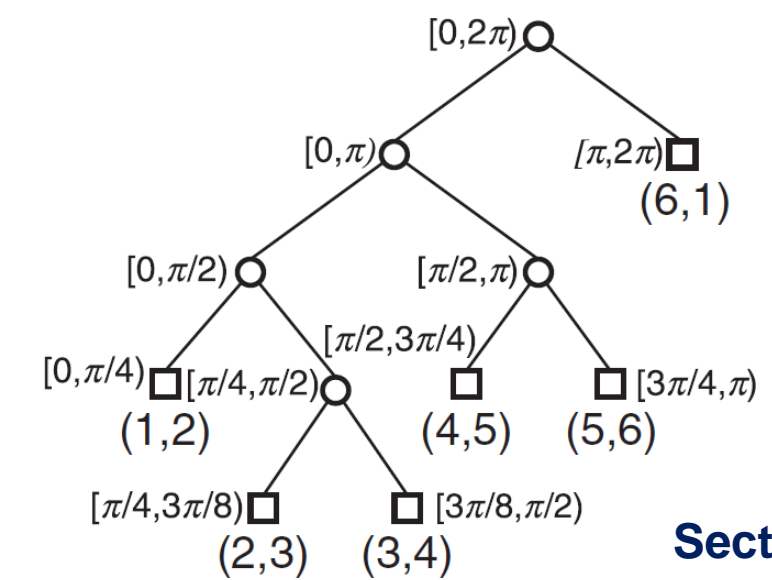 [0,2π)
[0,π) [π,2π)
(6,1)
[0,π/2) [π/2,π)
[π/2,3π/4)
[0,π/4) [π/4,π/2) [3π/4,π)
(1,2) (4,5) (5,6)
[π/4,3π/8) [3π/8,π/2)
(2,3) (3,4)
Sect